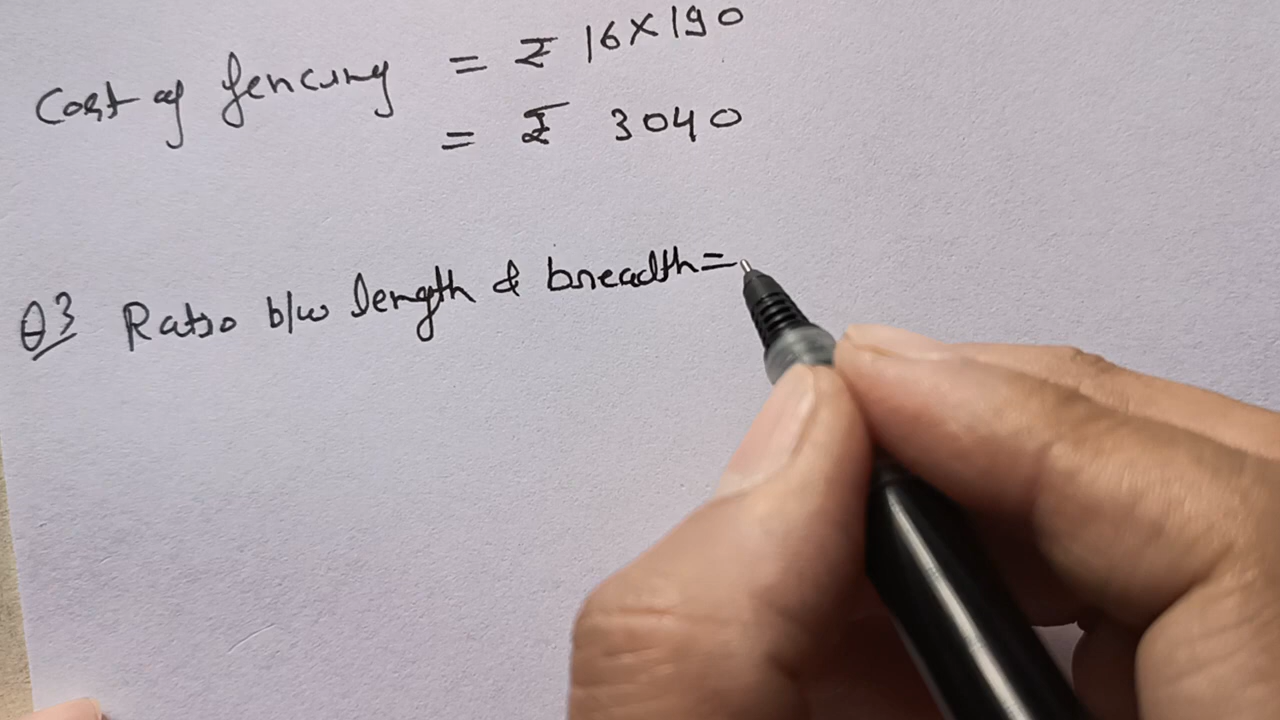 Cost of fencing = ₹ 16×190
= ₹ 3040
Q3 Ratio b/w length & breadth =